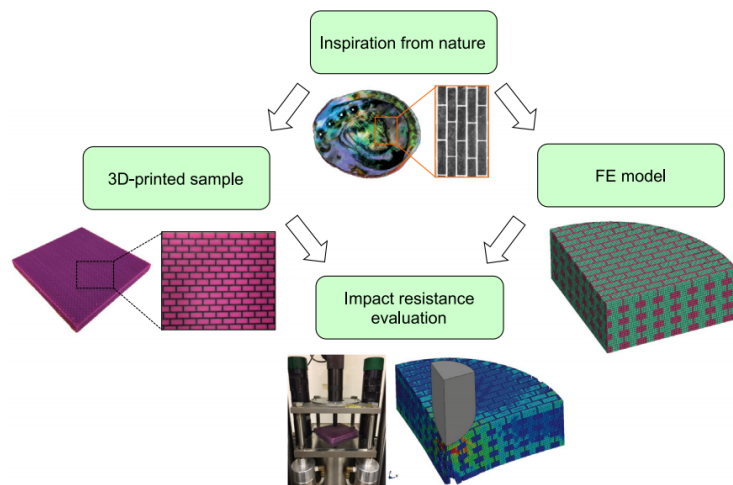 Inspiration from nature
3D-printed sample
FE model
Impact resistance
evaluation